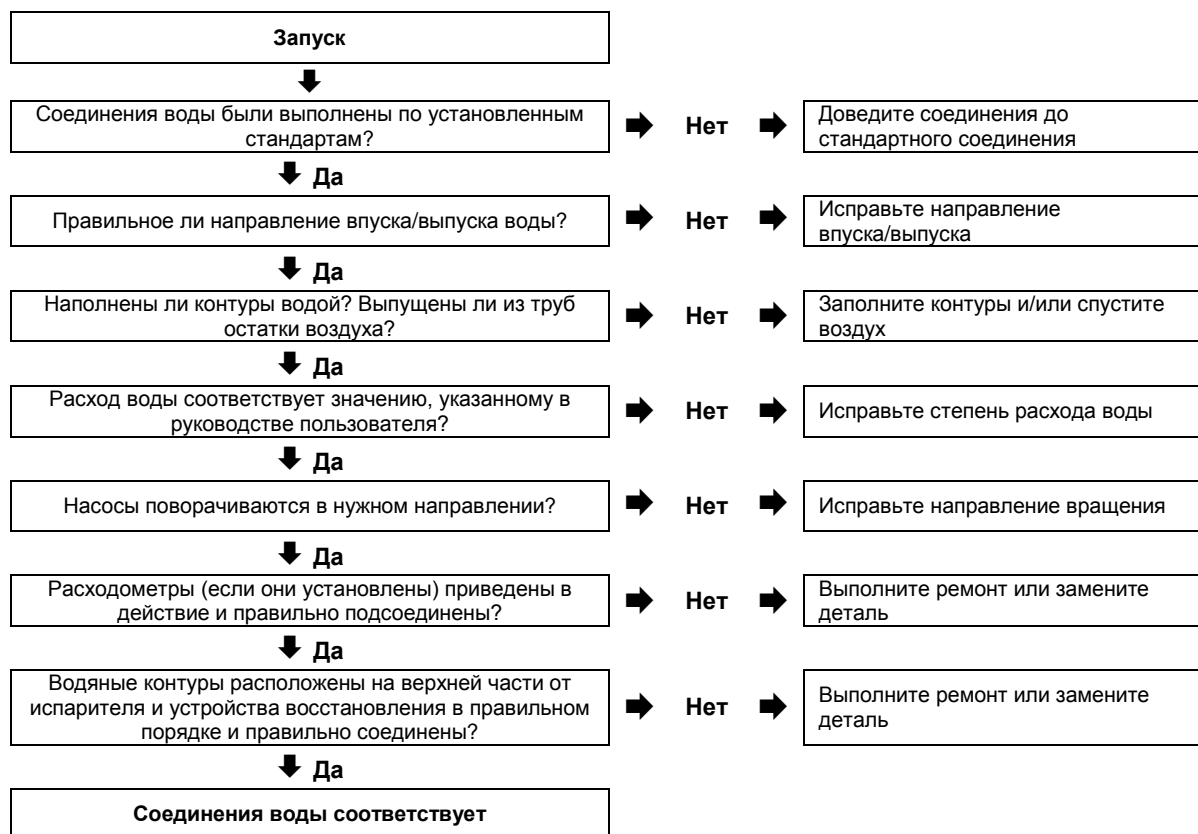 Запуск
Соединения воды были выполнены по установленным
стандартам?
Нет
Доведите соединения до
стандартного соединения
Да
Правильное ли направление впуска/выпуска воды?
Нет
Исправьте направление
впуска/выпуска
Да
Наполнены ли контуры водой? Выпущены ли из труб
остатки воздуха?
Нет
Заполните контуры и/или спустите
воздух
Да
Расход воды соответствует значению, указанному в
руководстве пользователя?
Нет
Исправьте степень расхода воды
Да
Насосы поворачиваются в нужном направлении?
Нет
Исправьте направление вращения
Да
Расходометры (если они установлены) приведены в
действие и правильно подсоединены?
Нет
Выполните ремонт или замените
деталь
Да
Водяные контуры расположены на верхней части от
испарителя и устройства восстановления в правильном
порядке и правильно соединены?
Нет
Выполните ремонт или замените
деталь
Да
Соединения воды соответствует